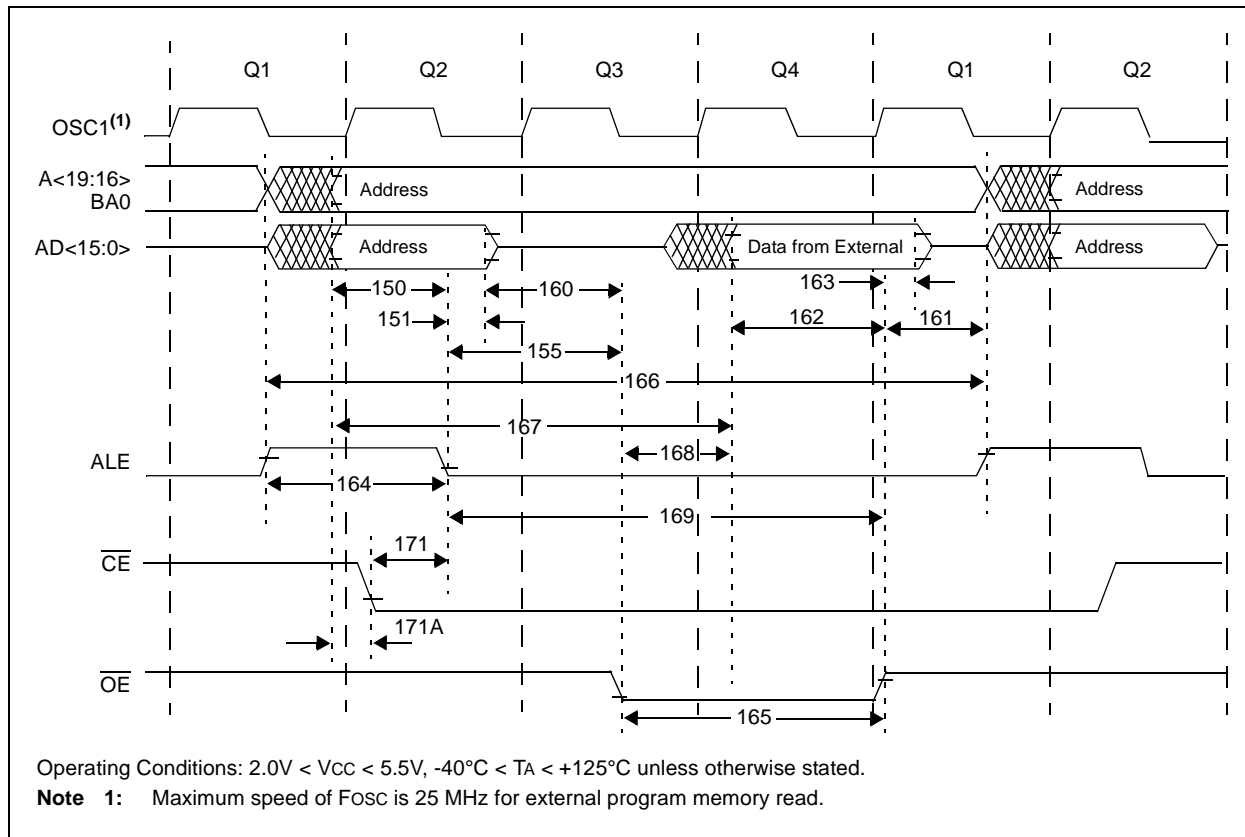 Q1 Q2 Q3 Q4 Q1 Q2
OSC1(1)
A<19:16>
BA0
Address Address
AD<15:0>
Address Data from External Address
150 160 163
151 162 161
155
166
167
168
ALE
164
169
171
CE
171A
OE
165
Operating Conditions: 2.0V < VCC < 5.5V, -40°C < TA < +125°C unless otherwise stated.
Note 1: Maximum speed of FOSC is 25 MHz for external program memory read.